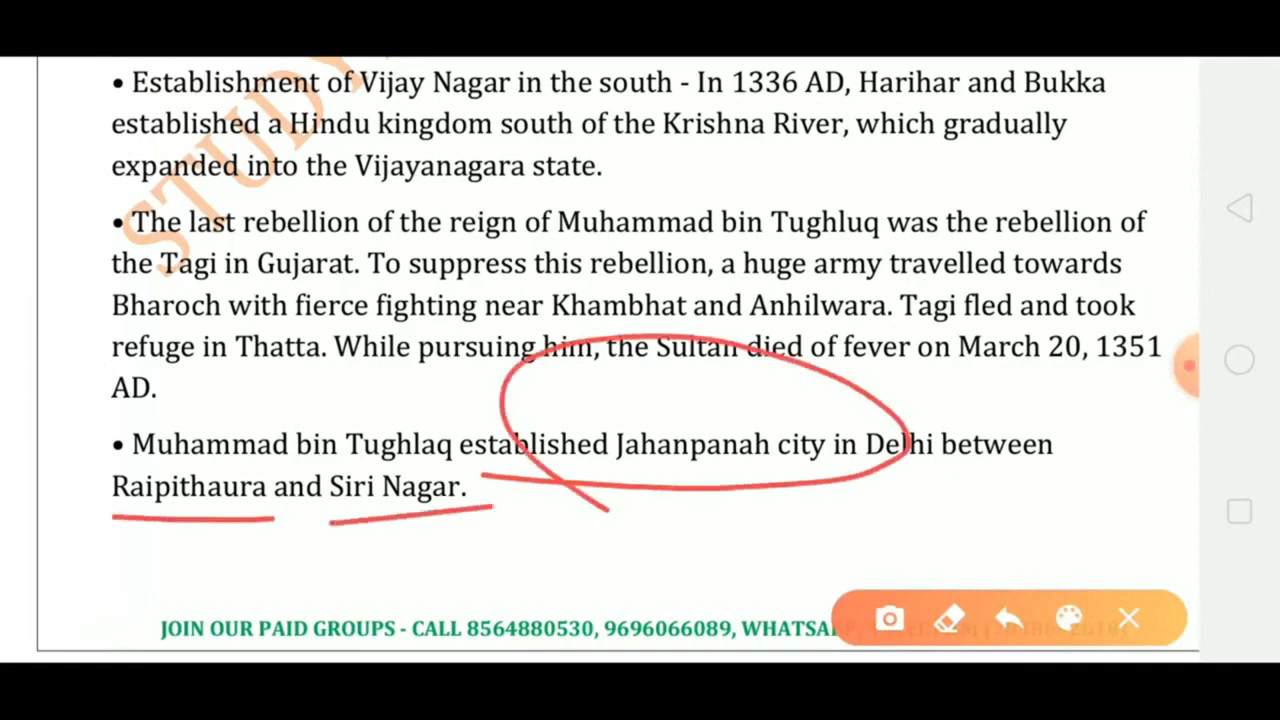 • Establishment of Vijay Nagar in the south - In 1336 AD, Harihar and Bukka
established a Hindu kingdom south of the Krishna River, which gradually
expanded into the Vijayanagara state.
• The last rebellion of the reign of Muhammad bin Tughluq was the rebellion of
the Tagi in Gujarat. To suppress this rebellion, a huge army travelled towards
Bharoch with fierce fighting near Khambhat and Anhilwara. Tagi fled and took
refuge in Thatta. While pursuing him, the Sultan died of fever on March 20, 1351
AD.
• Muhammad bin Tughlaq established Jahanpanah city in Delhi between
Raipithaura and Siri Nagar.
STUDY
JOIN OUR PAID GROUPS - CALL 8564880530, 9696066089,